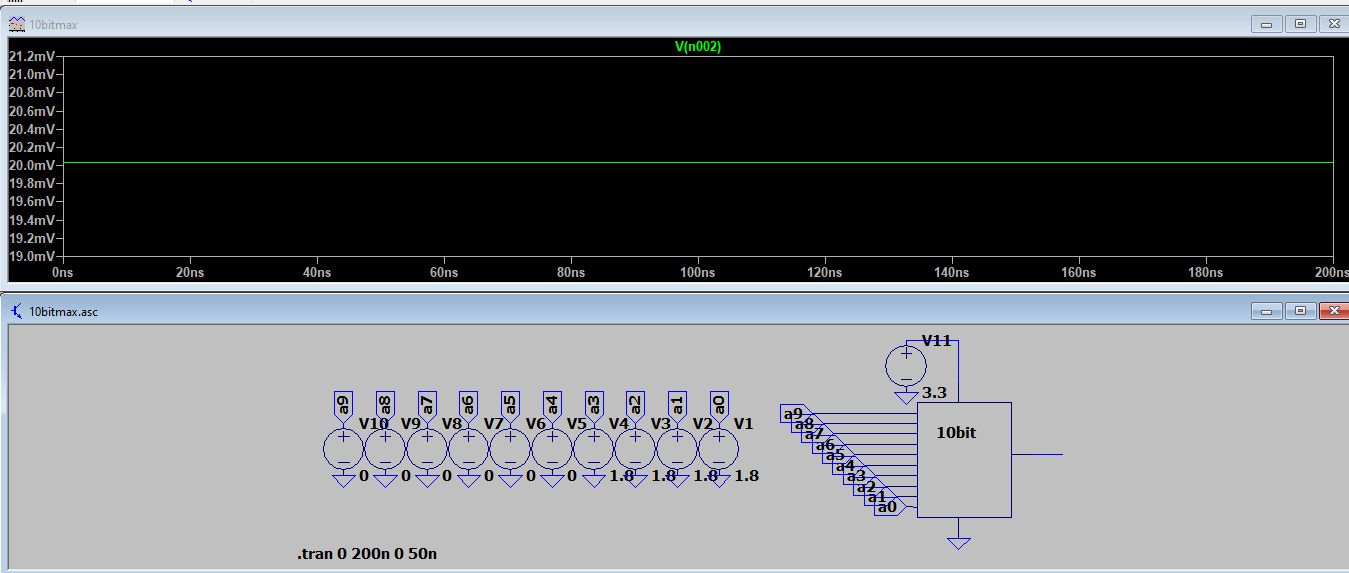 10bitmax
V(n002)
21.2mV
21.0mV
20.8mV
20.6mV
20.4mV
20.2mV
20.0mV
19.8mV
19.6mV
19.4mV
19.2mV
19.0mV
0ns 20ns 40ns 60ns 80ns 100ns 120ns 140ns 160ns 180ns 200ns
10bitmax.asc
V11
3.3
a9 a8 a7 a6 a5 a4 a3 a2 a1 a0
V10 V9 V8 V7 V6 V5 V4 V3 V2 V1
0 0 0 0 0 0 1.8 1.8 1.8 1.8
a9
a8
a7
a6
a5
a4
a3
a2
a1
a0
10bit
.tran 0 200n 0 50n